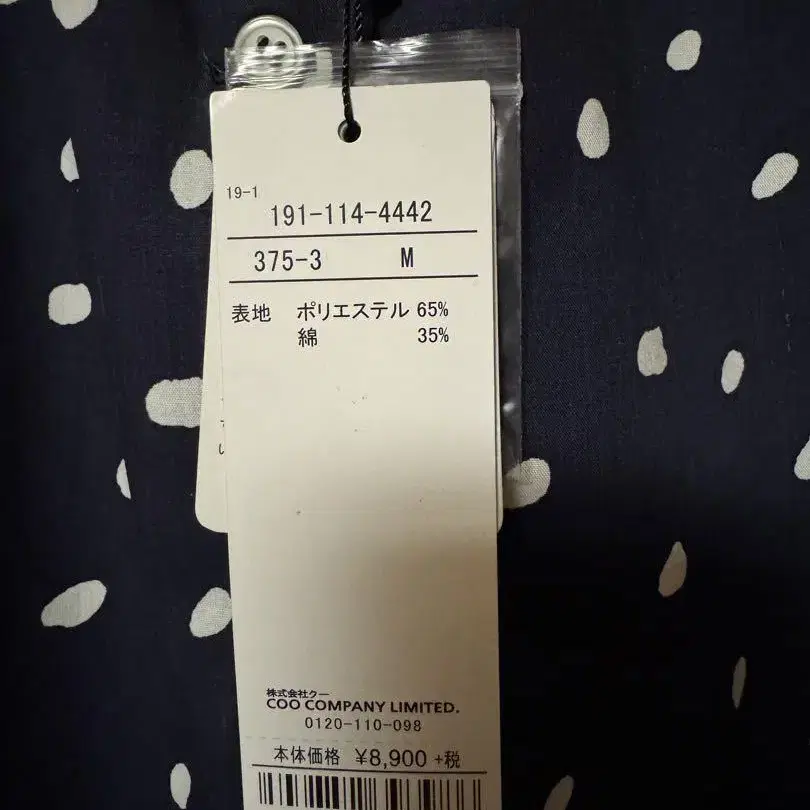 19-1
191-114-4442
375-3 M
表地 ポリエステル 65%
綿 35%
株式会社クー
COO COMPANY LIMITED.
0120-110-098
本体価格 ¥8,900 +税